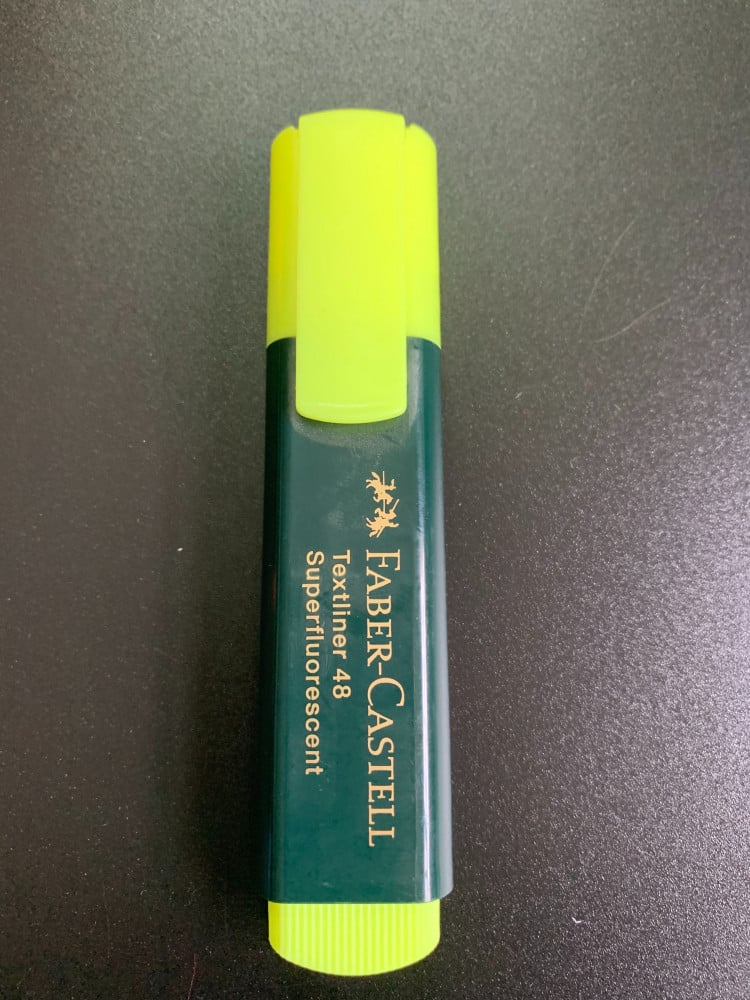 FABER-CASTELL
Textliner 48
Superfluorescent